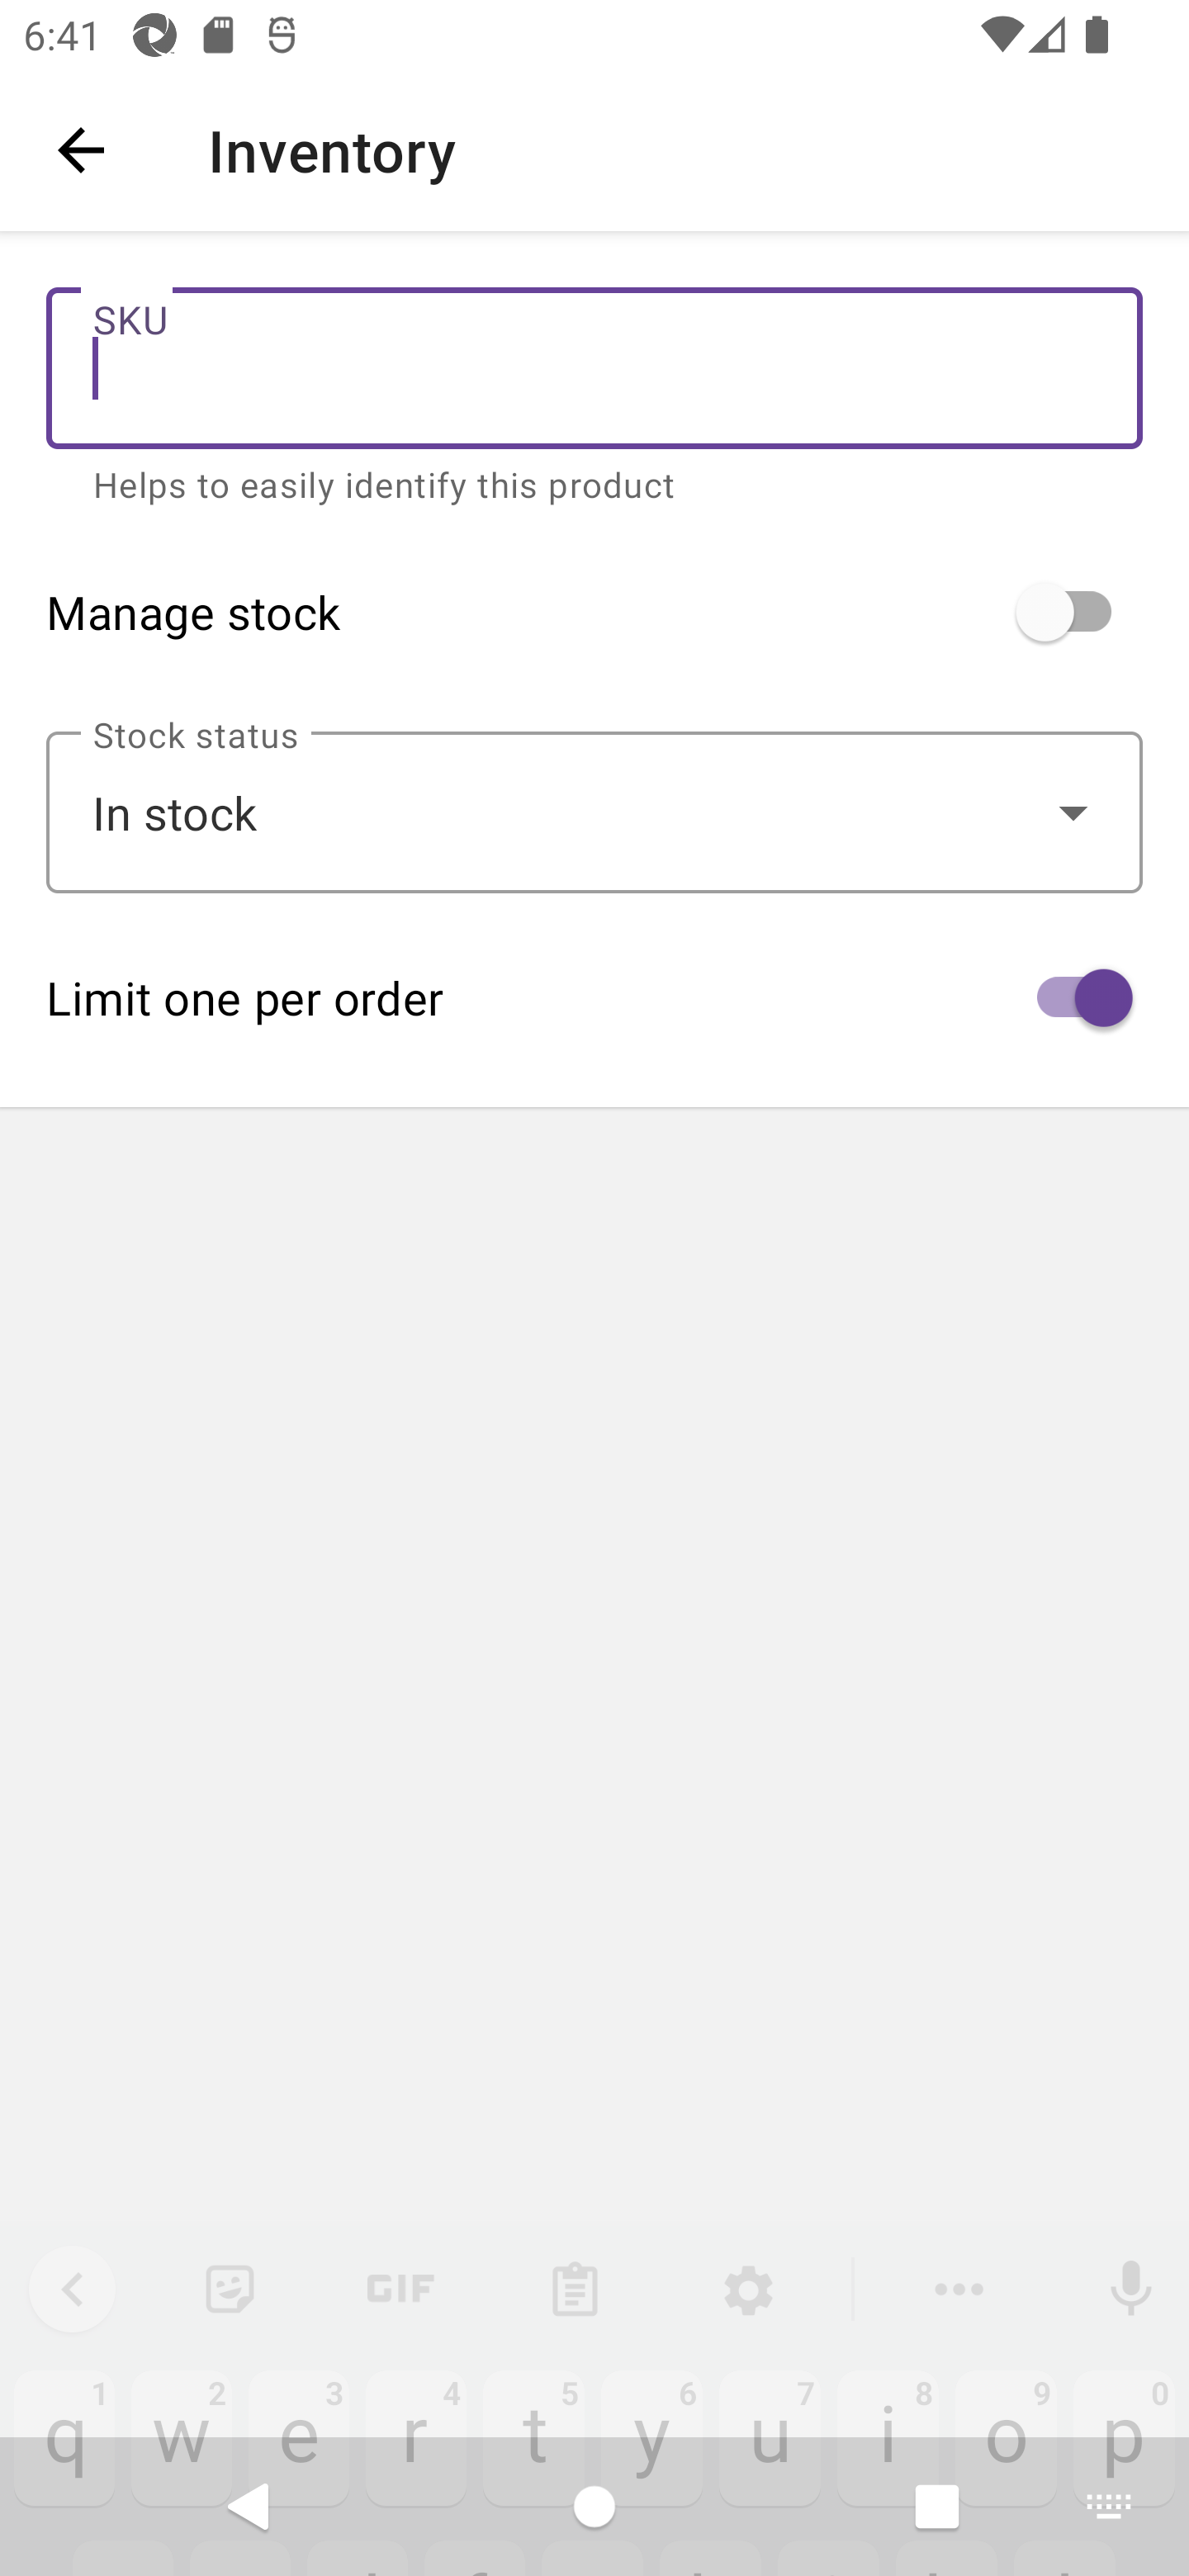 6:41
Inventory
SKU
Helps to easily identify this product
Manage stock
Stock status
In stock
Limit one per order
GIF
1 2 3 4 5 6 7 8 9 0
q w e r t y u i o p